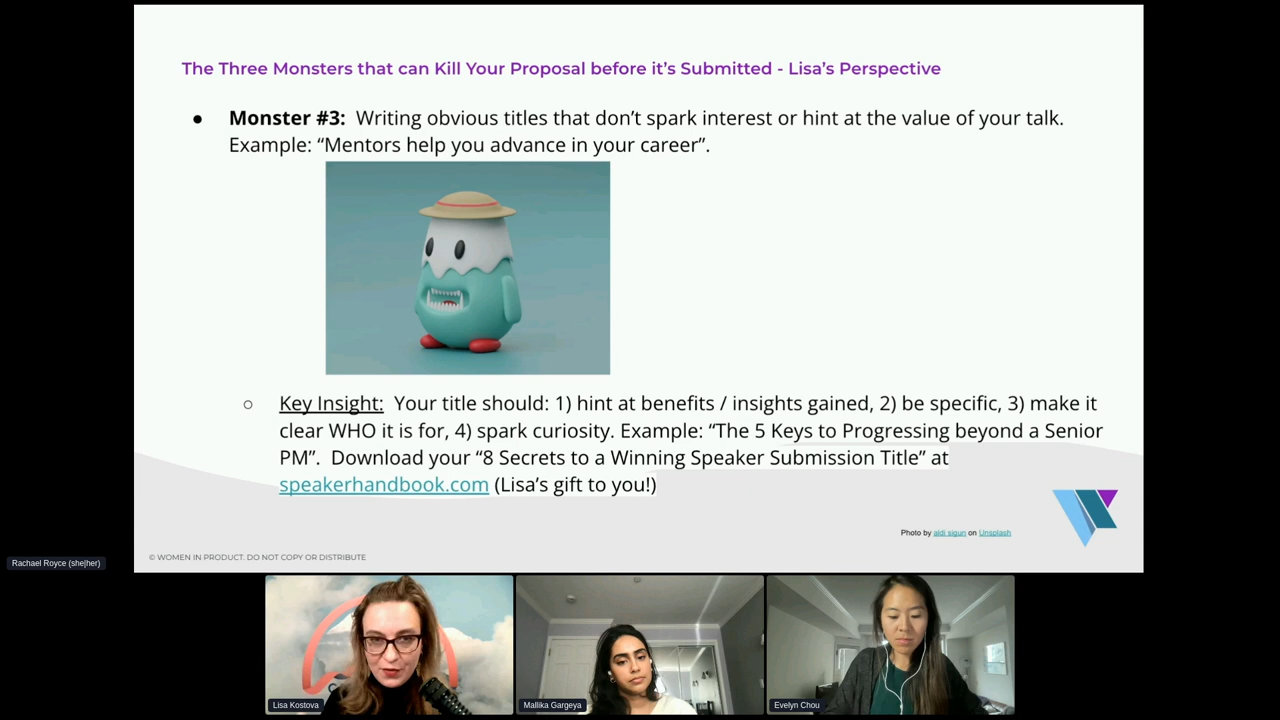 The Three Monsters that can Kill Your Proposal before it’s Submitted - Lisa’s Perspective
● Monster #3: Writing obvious titles that don’t spark interest or hint at the value of your talk.
Example: “Mentors help you advance in your career”.
○ Key Insight: Your title should: 1) hint at benefits / insights gained, 2) be specific, 3) make it
clear WHO it is for, 4) spark curiosity. Example: “The 5 Keys to Progressing beyond a Senior
PM”. Download your “8 Secrets to a Winning Speaker Submission Title” at
speakerhandbook.com (Lisa’s gift to you!)
Photo by aldi sigun on Unsplash
© WOMEN IN PRODUCT. DO NOT COPY OR DISTRIBUTE
Rachael Royce (she|her)
Lisa Kostova
Mallika Gargeya
Evelyn Chou